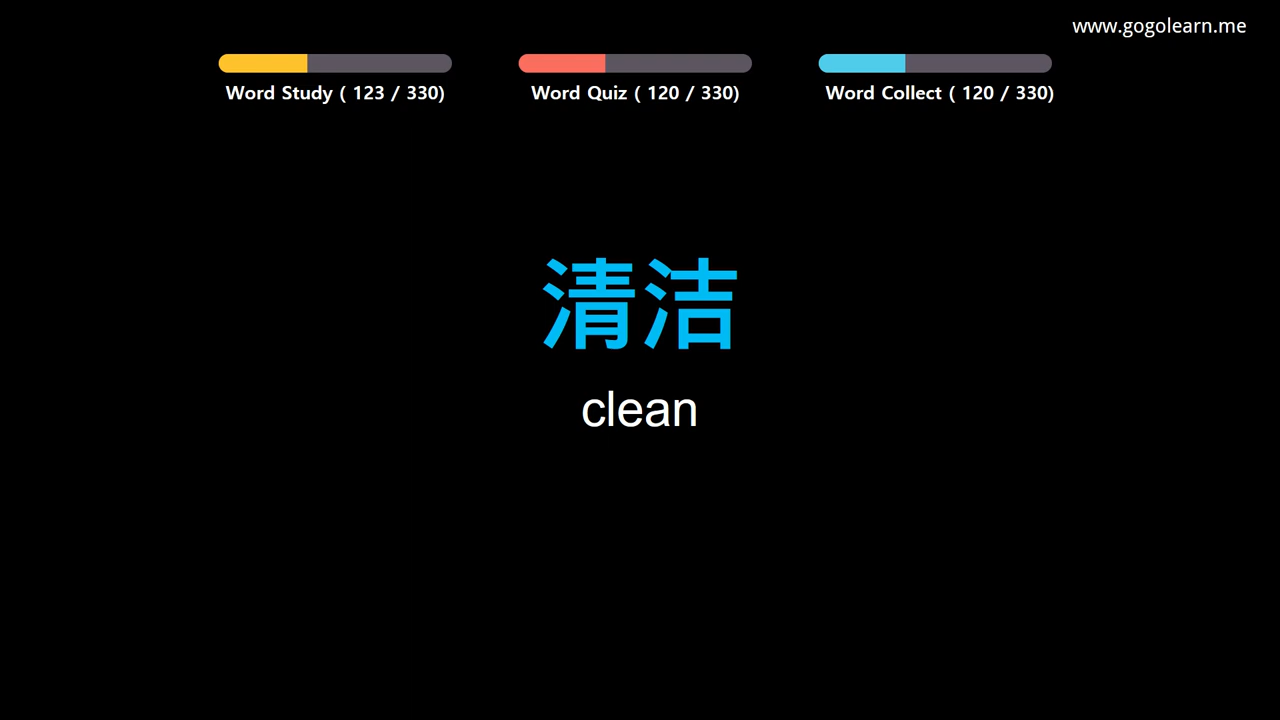 www.gogolearn.me
Word Study ( 123 / 330)
Word Quiz ( 120 / 330)
Word Collect ( 120 / 330)
清洁
clean